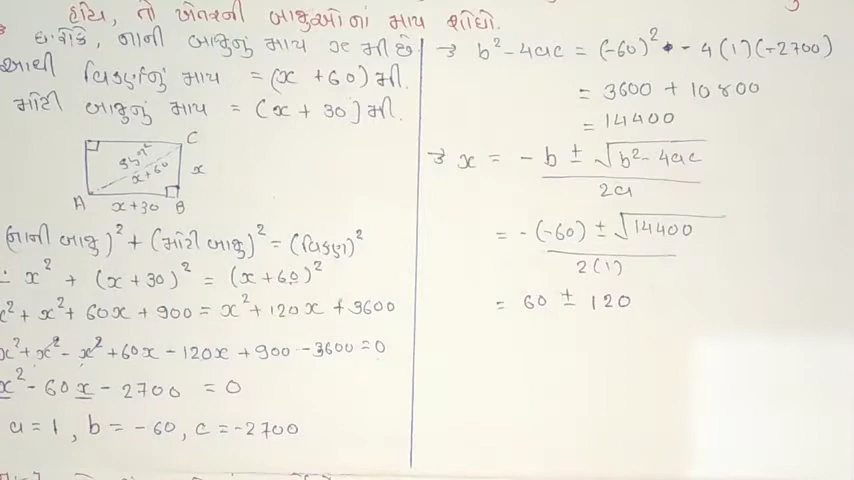 હોય, તો ખેતરની બાજુઓનાં માપ શોધો.
ધારોકે, નાની બાજુનું માપ x મી છે.
આથી વિકર્ણનું માપ = (x + 60) મી.
મોટી બાજુનું માપ = (x + 30) મી.
C
વિકર્ણ
x+60
x
A x+30 B
(નાની બાજુ)² + (મોટી બાજુ)² = (વિકર્ણ)²
∴ x² + (x + 30)² = (x + 60)²
x² + x² + 60x + 900 = x² + 120x + 3600
x² + x² - x² + 60x - 120x + 900 - 3600 = 0
x² - 60x - 2700 = 0
a = 1, b = -60, c = -2700
→ b² - 4ac = (-60)² - 4(1)(-2700)
= 3600 + 10800
= 14400
→ x = - b ± √b² - 4ac
2a
= -(-60) ± √14400
2(1)
= 60 ± 120